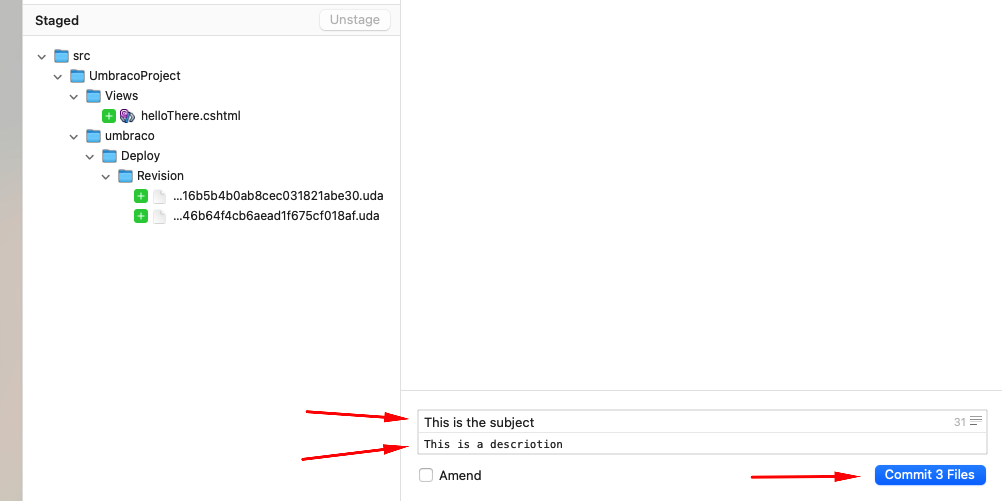 Staged
Unstage
src
UmbracoProject
Views
helloThere.cshtml
umbraco
Deploy
Revision
...16b5b4b0ab8cec031821abe30.uda
...46b64f4cb6aead1f675cf018af.uda
This is the subject
31
This is a descriotion
Amend
Commit 3 Files